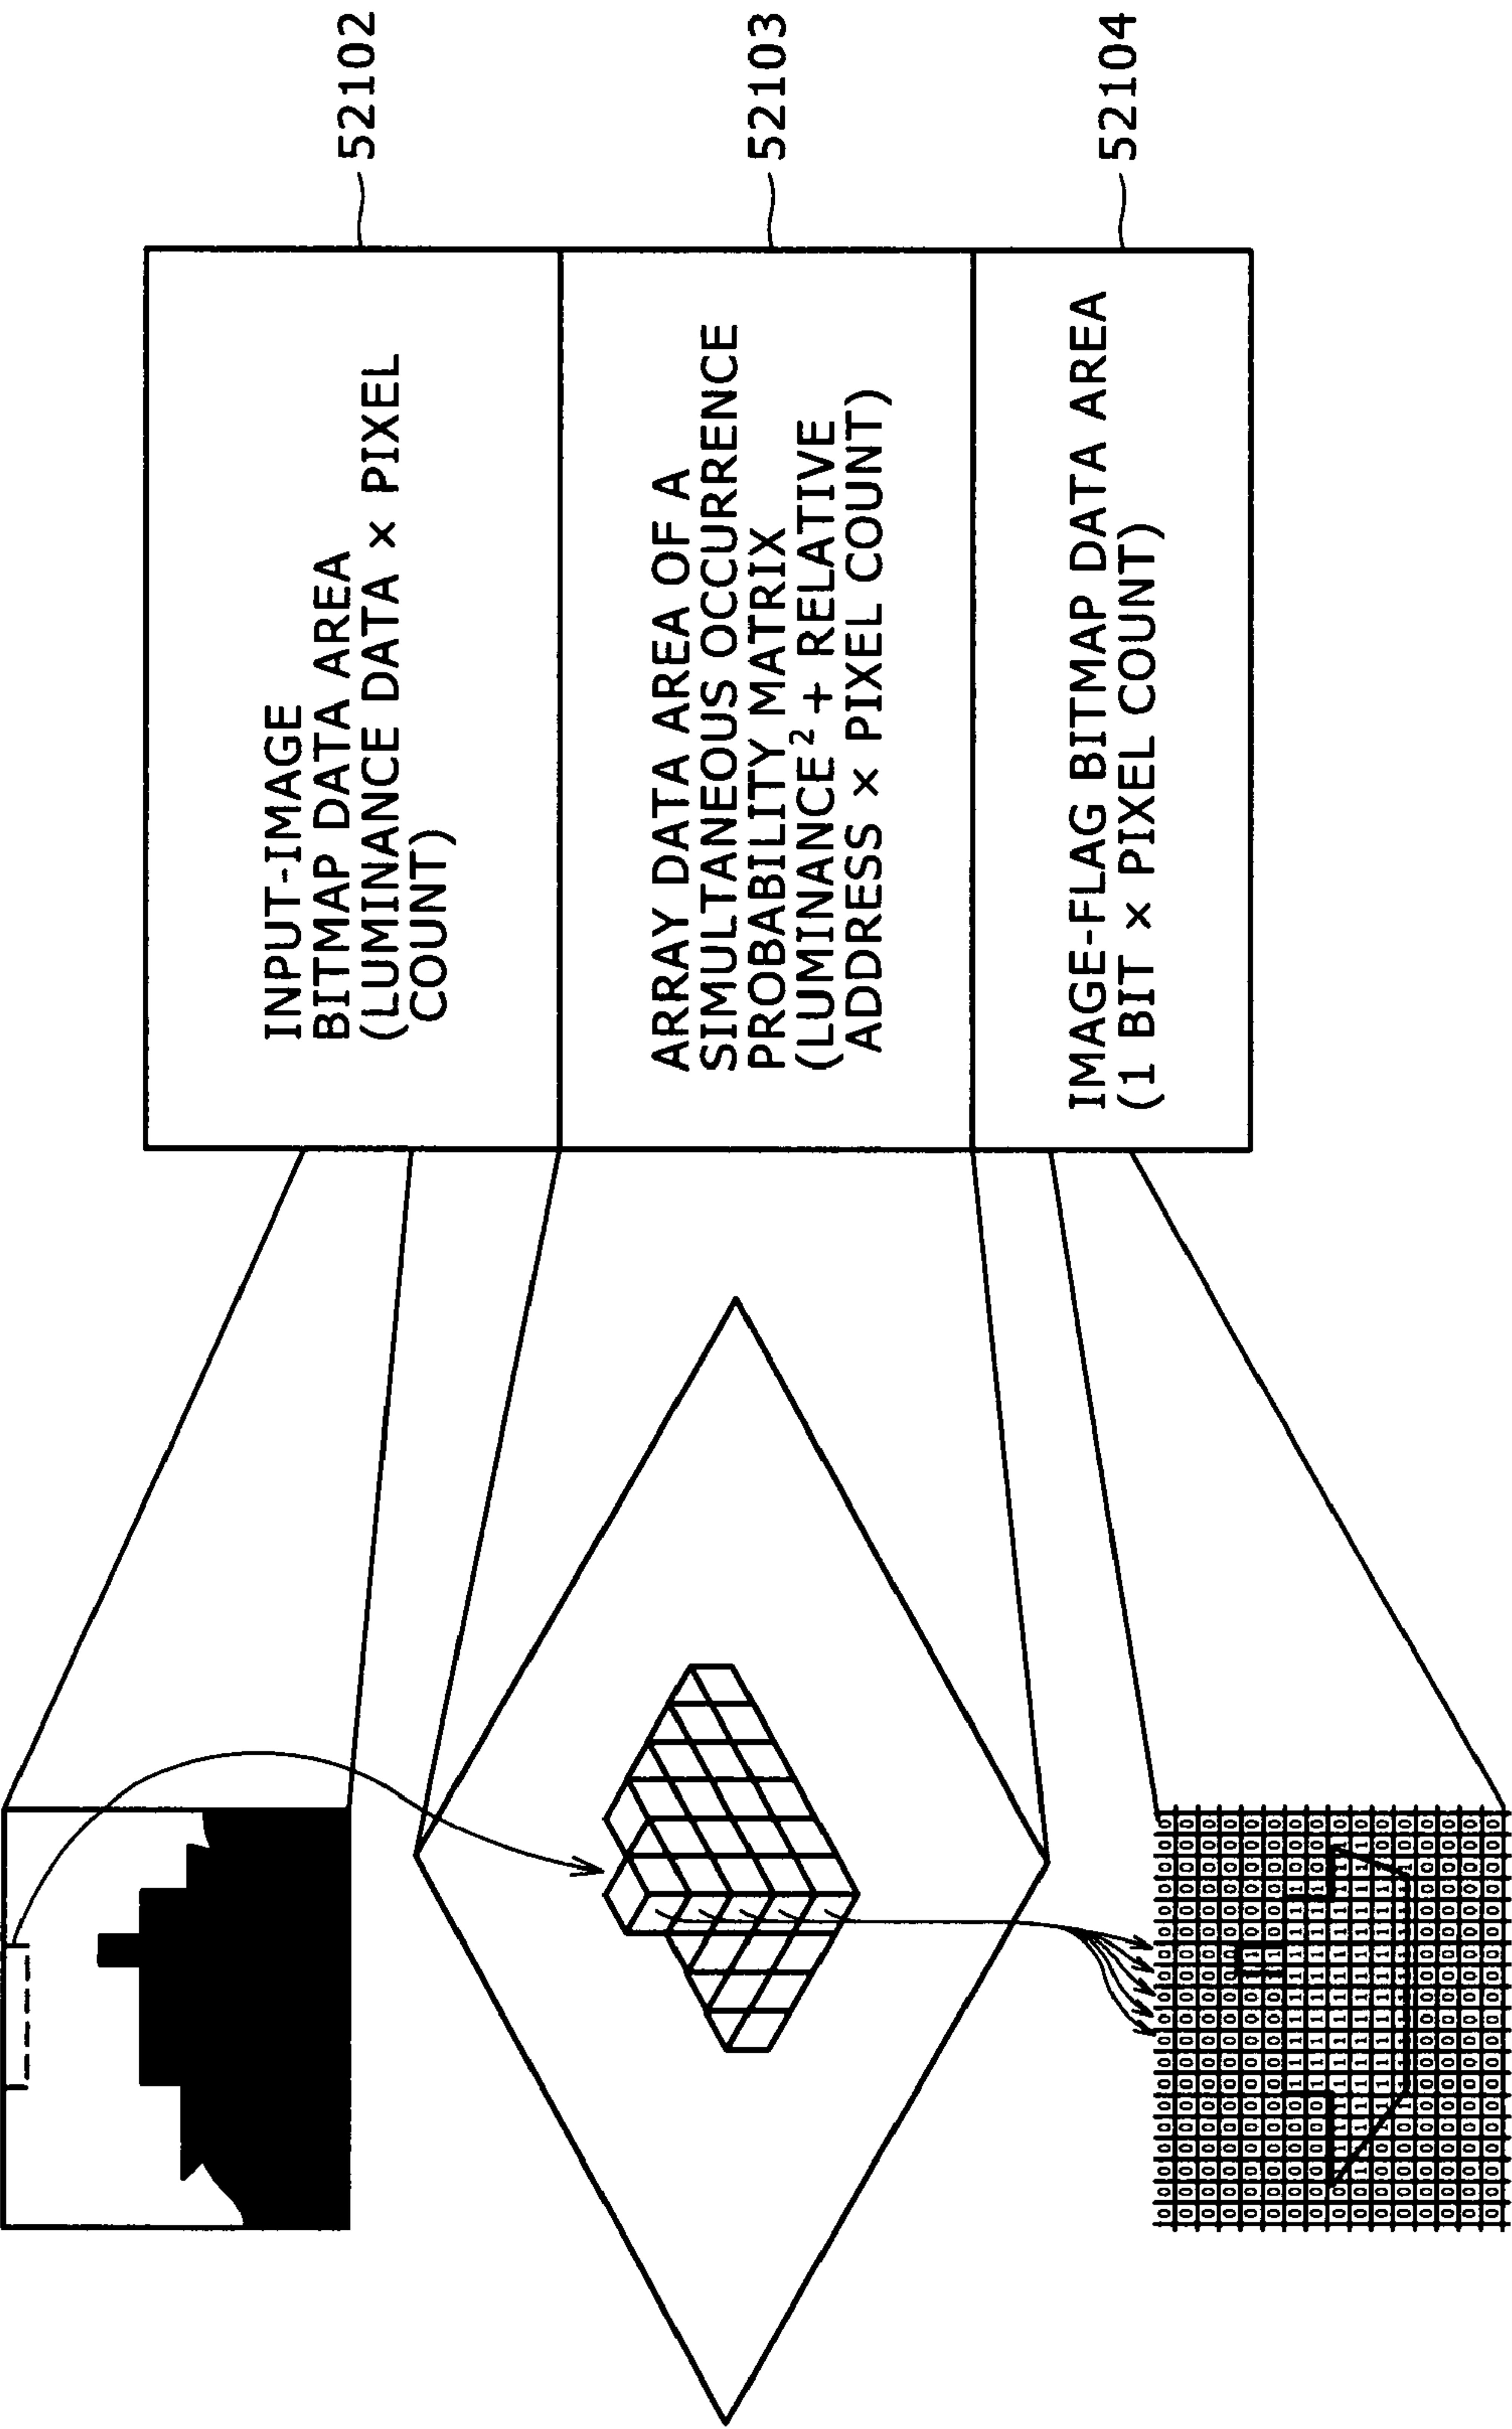 INPUT-IMAGE
BITMAP DATA AREA
(LUMINANCE DATA × PIXEL
COUNT)
52102
ARRAY DATA AREA OF A
SIMULTANEOUS OCCURRENCE
PROBABILITY MATRIX
(LUMINANCE² + RELATIVE
ADDRESS × PIXEL COUNT)
52103
IMAGE-FLAG BITMAP DATA AREA
(1 BIT × PIXEL COUNT)
52104